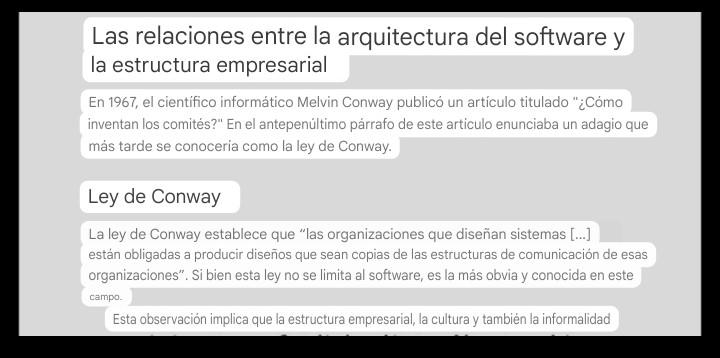 Las relaciones entre la arquitectura del software y
la estructura empresarial
En 1967, el científico informático Melvin Conway publicó un artículo titulado "¿Cómo
inventan los comités?" En el antepenúltimo párrafo de este artículo enunciaba un adagio que
más tarde se conocería como la ley de Conway.
Ley de Conway
La ley de Conway establece que “las organizaciones que diseñan sistemas [...]
están obligadas a producir diseños que sean copias de las estructuras de comunicación de esas
organizaciones”. Si bien esta ley no se limita al software, es la más obvia y conocida en este
campo.
Esta observación implica que la estructura empresarial, la cultura y también la informalidad